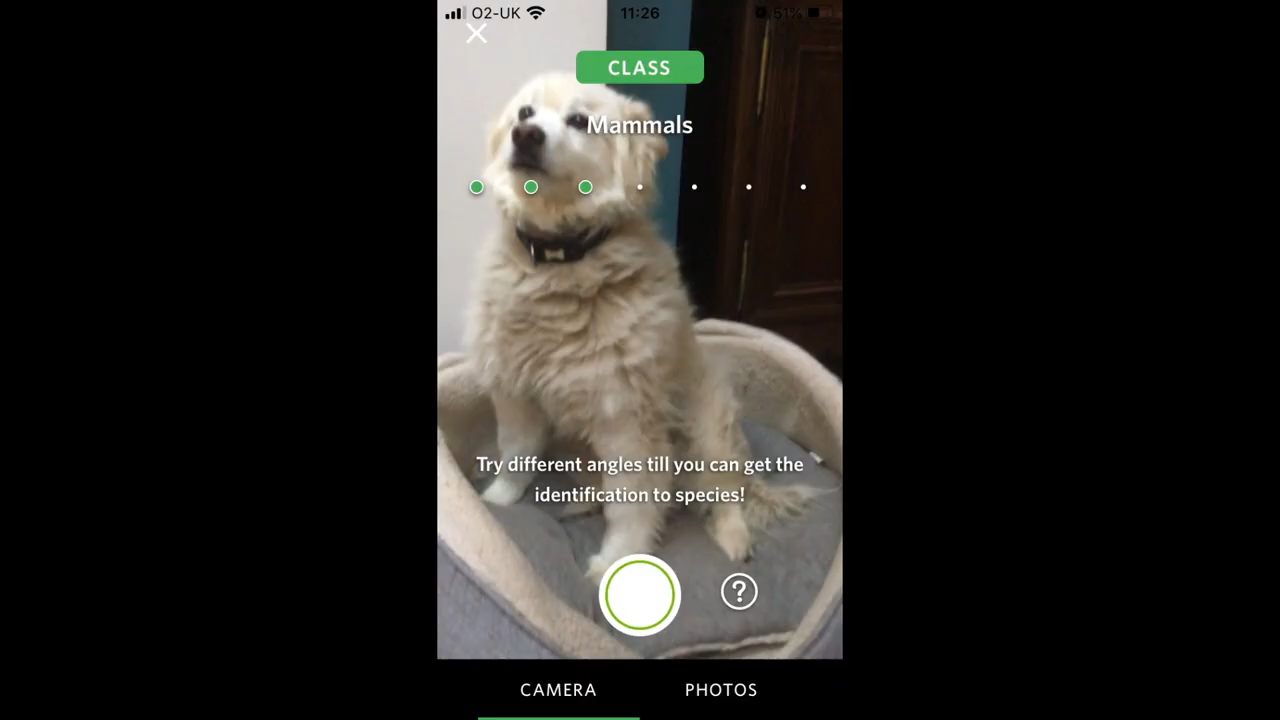 O2-UK 11:26 51%
CLASS
Mammals
Try different angles till you can get the
identification to species!
?
CAMERA PHOTOS